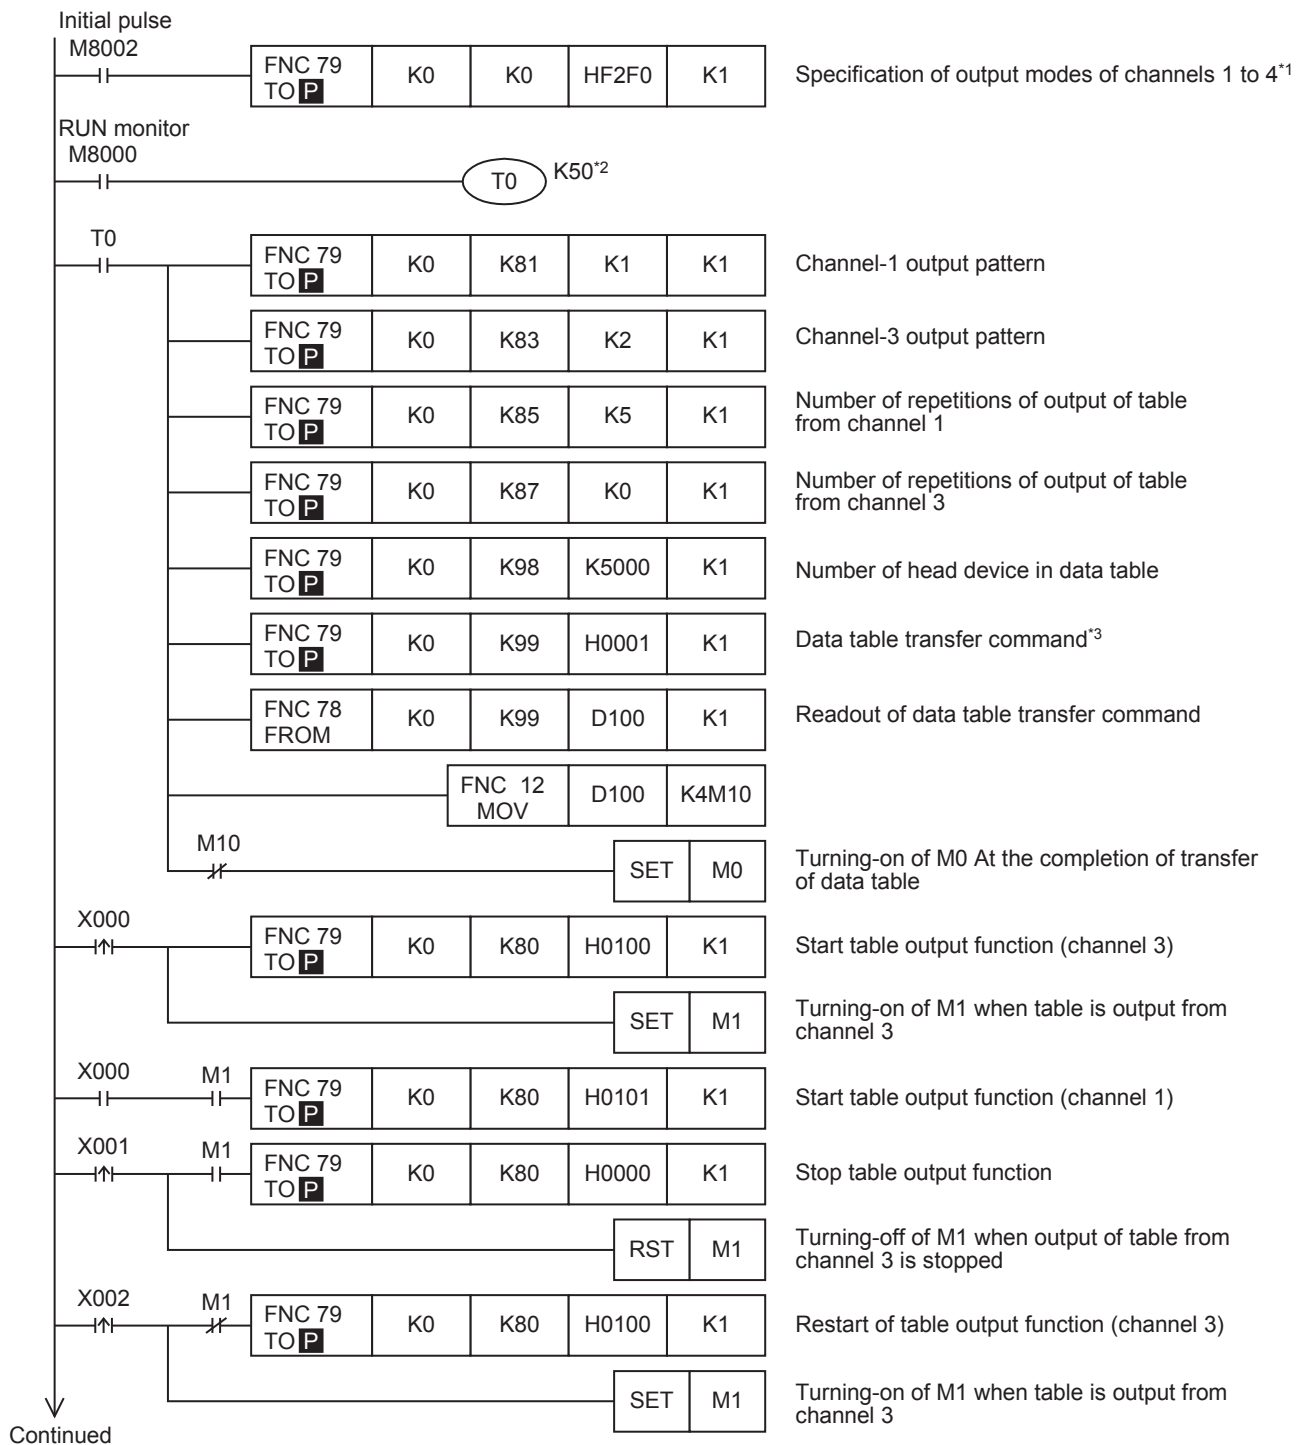 Initial pulse
M8002
FNC 79 TO P K0 K0 HF2F0 K1 Specification of output modes of channels 1 to 4*1
RUN monitor
M8000
T0 K50*2
T0
FNC 79 TO P K0 K81 K1 K1 Channel-1 output pattern
FNC 79 TO P K0 K83 K2 K1 Channel-3 output pattern
FNC 79 TO P K0 K85 K5 K1 Number of repetitions of output of table
from channel 1
FNC 79 TO P K0 K87 K0 K1 Number of repetitions of output of table
from channel 3
FNC 79 TO P K0 K98 K5000 K1 Number of head device in data table
FNC 79 TO P K0 K99 H0001 K1 Data table transfer command*3
FNC 78 FROM K0 K99 D100 K1 Readout of data table transfer command
FNC 12 MOV D100 K4M10
M10
SET M0 Turning-on of M0 At the completion of transfer
of data table
X000
FNC 79 TO P K0 K80 H0100 K1 Start table output function (channel 3)
SET M1 Turning-on of M1 when table is output from
channel 3
X000 M1
FNC 79 TO P K0 K80 H0101 K1 Start table output function (channel 1)
X001 M1
FNC 79 TO P K0 K80 H0000 K1 Stop table output function
RST M1 Turning-off of M1 when output of table from
channel 3 is stopped
X002 M1
FNC 79 TO P K0 K80 H0100 K1 Restart of table output function (channel 3)
SET M1 Turning-on of M1 when table is output from
channel 3
Continued